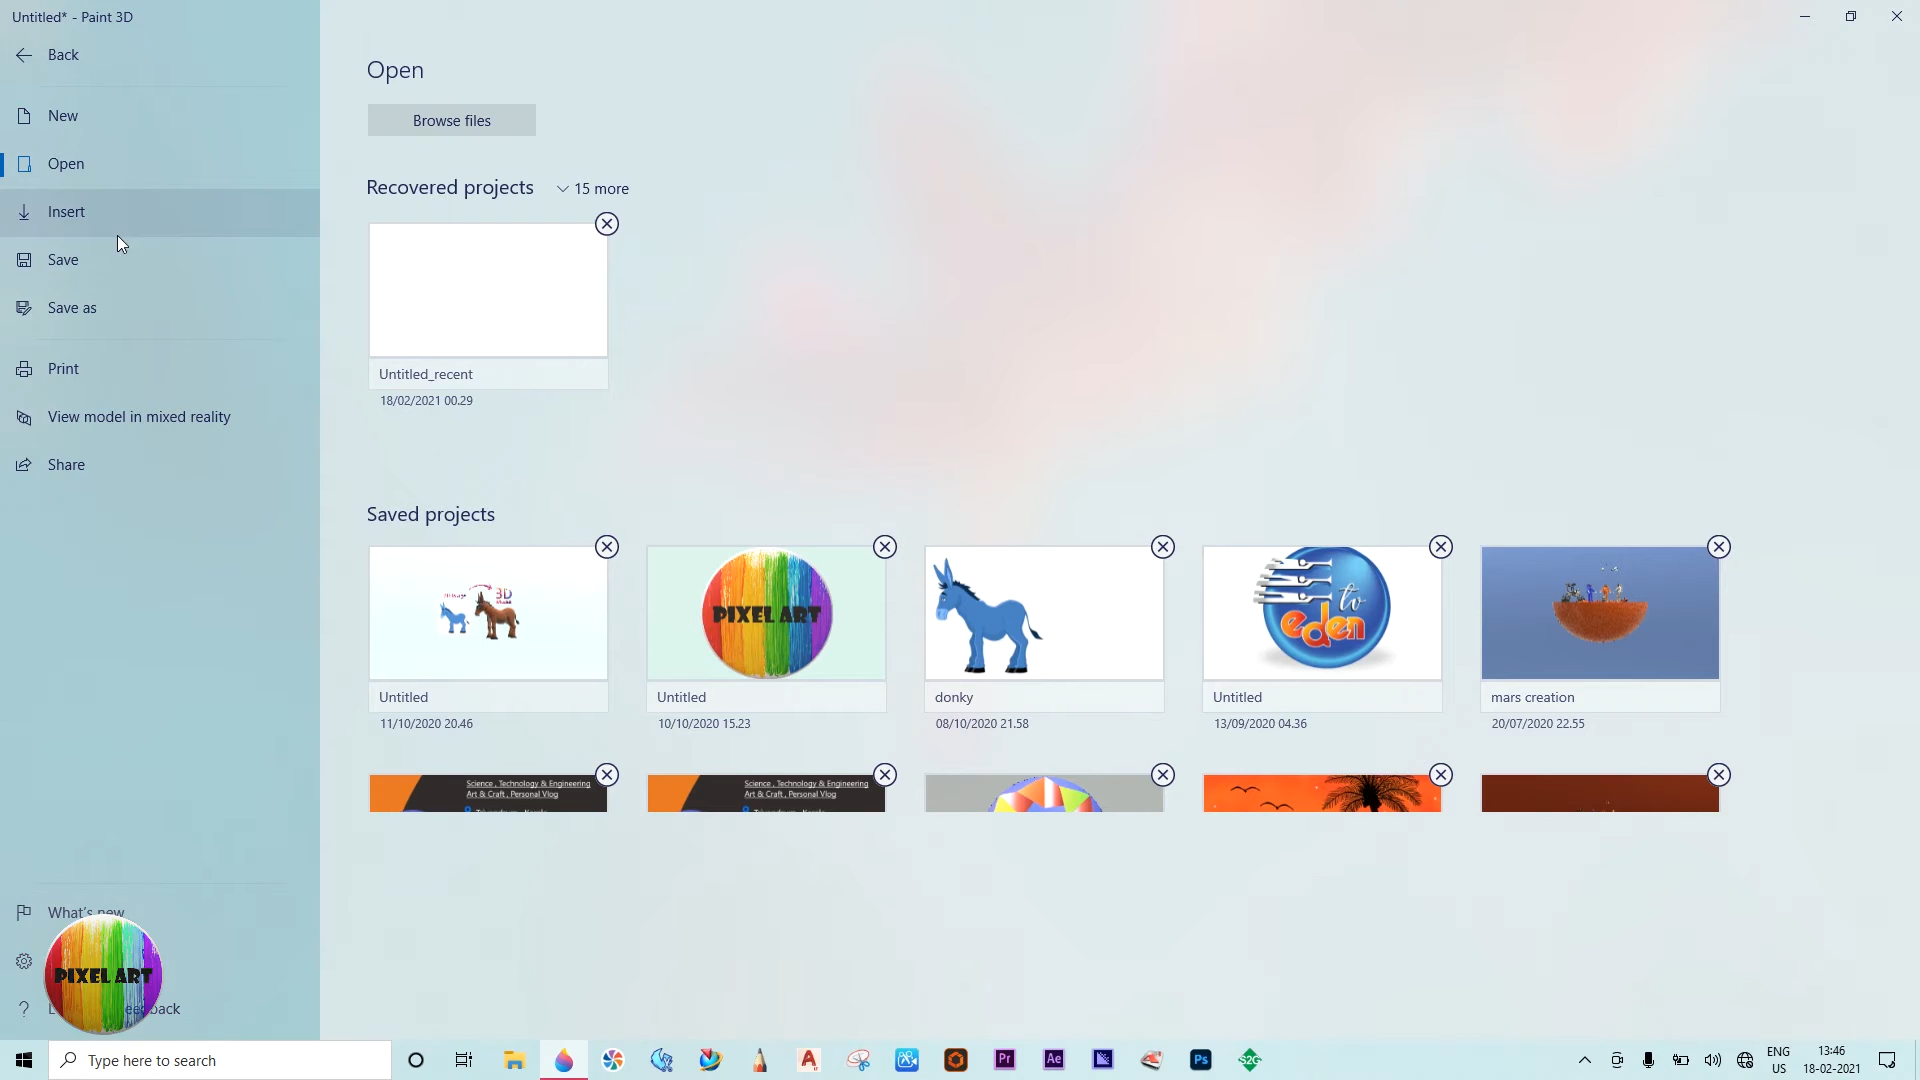 Untitled* - Paint 3D
Back
New
Open
Insert
Save
Save as
Print
View model in mixed reality
Share
What's new
PIXEL ART
Open
Browse files
Recovered projects
15 more
Untitled_recent
18/02/2021 00.29
Saved projects
3D
PIXEL ART
tv
eden
Untitled
Untitled
donky
Untitled
mars creation
11/10/2020 20.46
10/10/2020 15.23
08/10/2020 21.58
13/09/2020 04.36
20/07/2020 22.55
Science , Technology & Engineering
Art & Craft , Personal Vlog
Science , Technology & Engineering
Art & Craft , Personal Vlog
Type here to search
Pr
Ae
Ps
S2G
ENG
US
13:46
18-02-2021